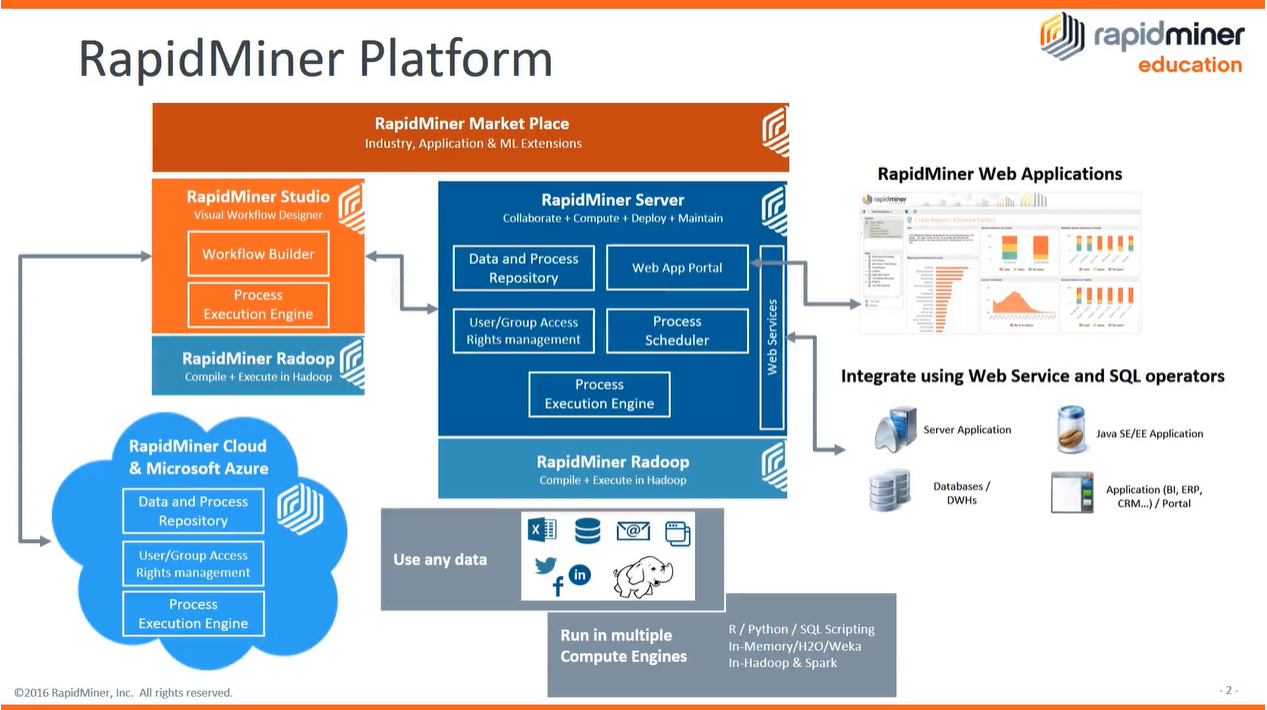 RapidMiner Platform
rapidminer
education
RapidMiner Market Place
Industry, Application & ML Extensions
RapidMiner Studio
Visual Workflow Designer
Workflow Builder
Process
Execution Engine
RapidMiner Radoop
Compile + Execute in Hadoop
RapidMiner Server
Collaborate + Compute + Deploy + Maintain
Data and Process
Repository
Web App Portal
User/Group Access
Rights management
Process
Scheduler
Process
Execution Engine
Web Services
RapidMiner Radoop
Compile + Execute in Hadoop
RapidMiner Web Applications
rapidminer
Integrate using Web Service and SQL operators
Server Application
Java SE/EE Application
Databases /
DWHs
Application (BI, ERP,
CRM...) / Portal
RapidMiner Cloud
& Microsoft Azure
Data and Process
Repository
User/Group Access
Rights management
Process
Execution Engine
Use any data
X
@
f
in
Run in multiple
Compute Engines
R / Python / SQL Scripting
In-Memory/H2O/Weka
In-Hadoop & Spark
©2016 RapidMiner, Inc. All rights reserved.
- 2 -